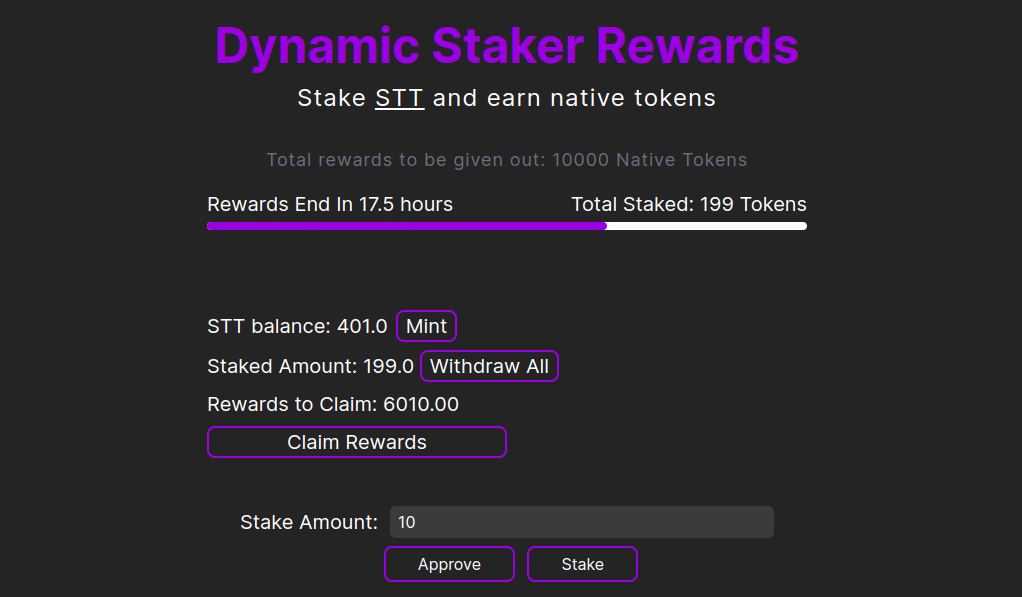 Dynamic Staker Rewards
Stake STT and earn native tokens
Total rewards to be given out: 10000 Native Tokens
Rewards End In 17.5 hours Total Staked: 199 Tokens
STT balance: 401.0 Mint
Staked Amount: 199.0 Withdraw All
Rewards to Claim: 6010.00
Claim Rewards
Stake Amount: 10
Approve Stake